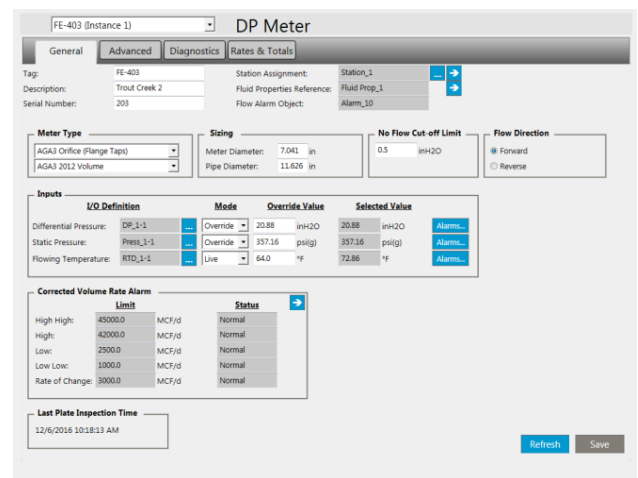 FE-403 (Instance 1) DP Meter
General Advanced Diagnostics Rates & Totals
Tag: FE-403 Station Assignment: Station_1 ...
Description: Trout Creek 2 Fluid Properties Reference: Fluid Prop_1
Serial Number: 203 Flow Alarm Object: Alarm_10
Meter Type Sizing No Flow Cut-off Limit Flow Direction
AGA3 Orifice (Flange Taps) Meter Diameter: 7.041 in 0.5 inH2O Forward
AGA3 2012 Volume Pipe Diameter: 11.626 in Reverse
Inputs
I/O Definition Mode Override Value Selected Value
Differential Pressure: DP_1-1 ... Override 20.88 inH2O 20.88 inH2O Alarms...
Static Pressure: Press_1-1 ... Override 357.16 psi(g) 357.16 psi(g) Alarms...
Flowing Temperature: RTD_1-1 ... Live 64.0 °F 72.86 °F Alarms...
Corrected Volume Rate Alarm
Limit Status
High High: 45000.0 MCF/d Normal
High: 42000.0 MCF/d Normal
Low: 2500.0 MCF/d Normal
Low Low: 1000.0 MCF/d Normal
Rate of Change: 3000.0 MCF/d Normal
Last Plate Inspection Time
12/6/2016 10:18:13 AM
Refresh Save